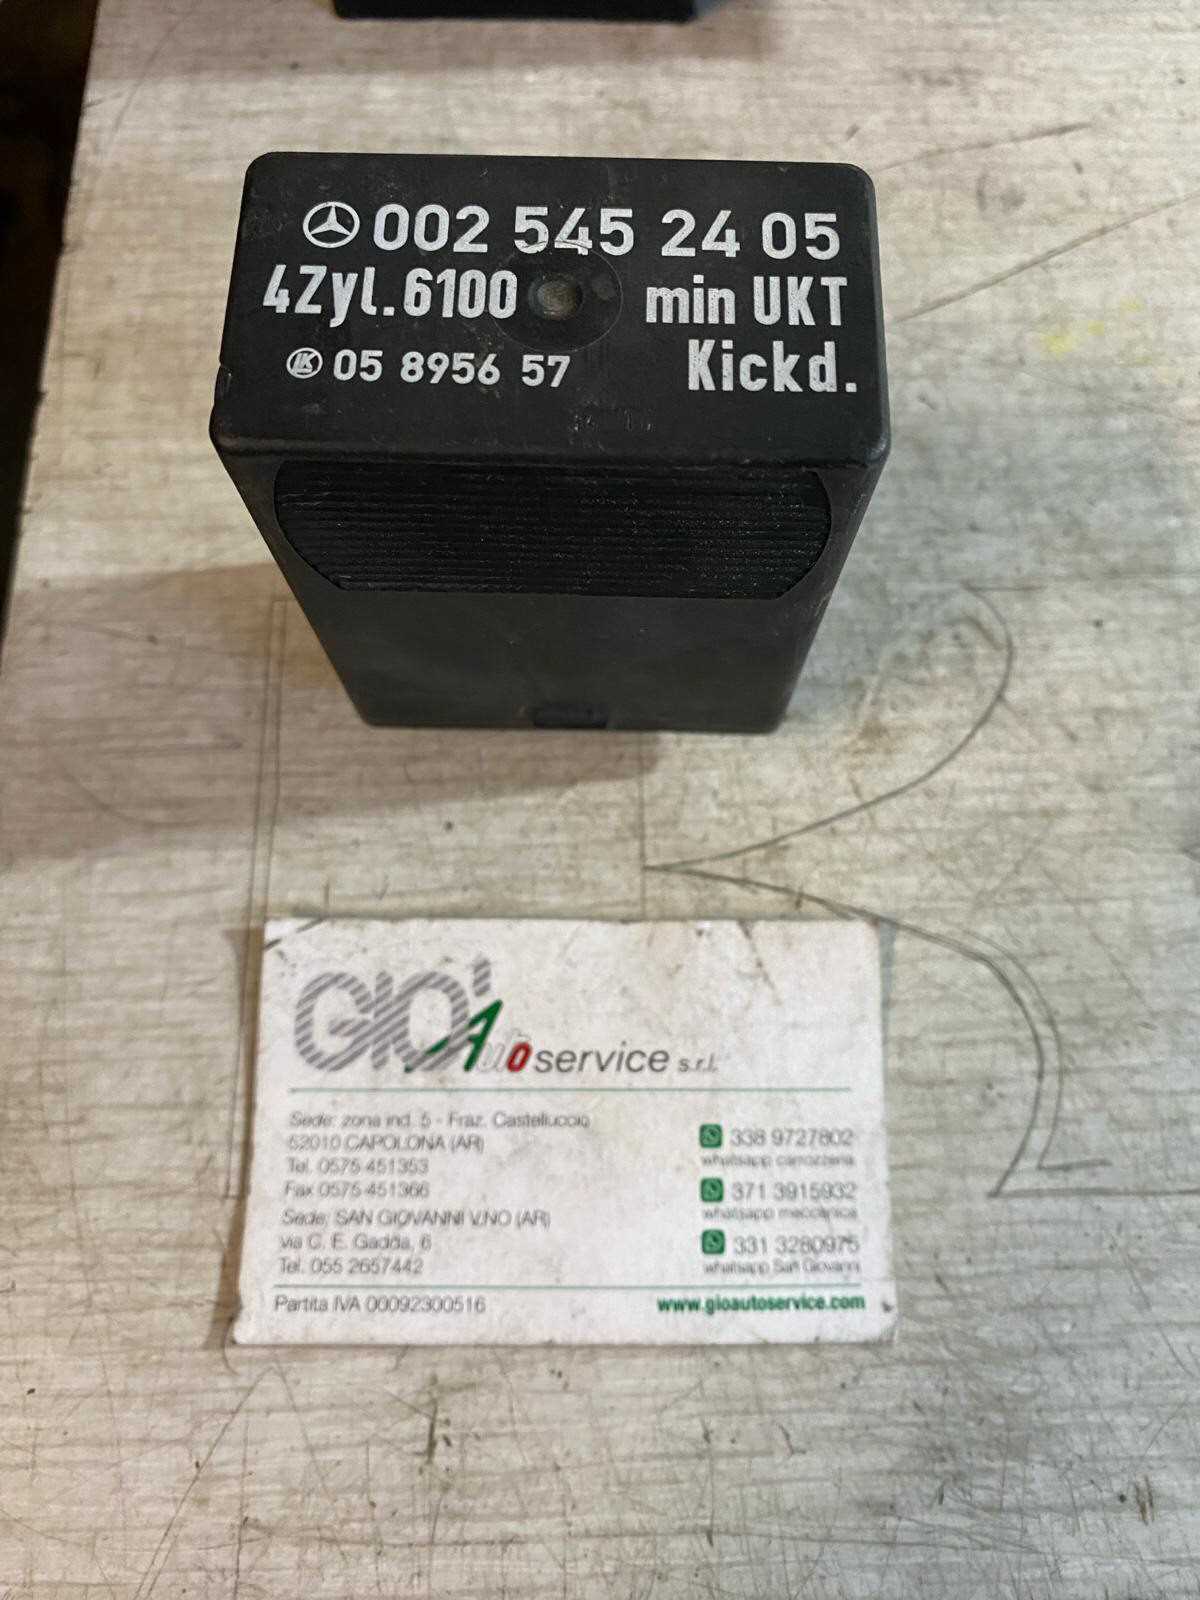 002 545 24 05
4Zyl.6100 min UKT
LK 05 8956 57 Kickd.
GIO' Auto service s.r.l.
Sede: zona ind. 5 - Fraz. Castelluccio
52010 CAPOLONA (AR)
Tel. 0575 451353
Fax 0575 451366
Sede: SAN GIOVANNI V.NO (AR)
via C. E. Gadda, 6
Tel. 055 2657442
338 9727802
whatsapp carrozzeria
371 3915932
whatsapp meccanica
331 3280975
whatsapp San Giovanni
Partita IVA 00092300516
www.gioautoservice.com